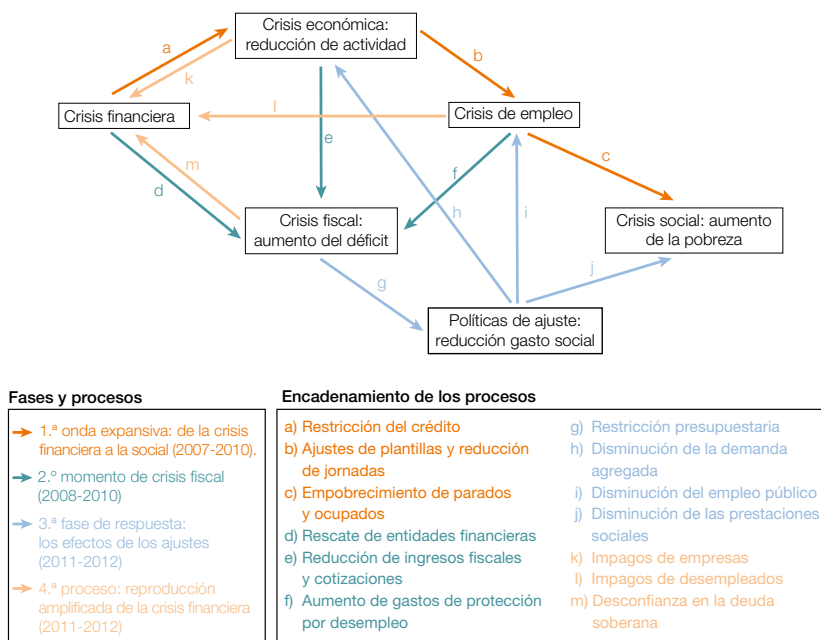 Crisis económica:
reducción de actividad
a
b
k
Crisis financiera
l
Crisis de empleo
e
c
m
d
f
Crisis fiscal:
aumento del déficit
h
i
Crisis social: aumento
de la pobreza
g
j
Políticas de ajuste:
reducción gasto social
Fases y procesos
1.ª onda expansiva: de la crisis
financiera a la social (2007-2010).
2.º momento de crisis fiscal
(2008-2010)
3.ª fase de respuesta:
los efectos de los ajustes
(2011-2012)
4.ª proceso: reproducción
amplificada de la crisis financiera
(2011-2012)
Encadenamiento de los procesos
a) Restricción del crédito
b) Ajustes de plantillas y reducción
de jornadas
c) Empobrecimiento de parados
y ocupados
d) Rescate de entidades financieras
e) Reducción de ingresos fiscales
y cotizaciones
f) Aumento de gastos de protección
por desempleo
g) Restricción presupuestaria
h) Disminución de la demanda
agregada
i) Disminución del empleo público
j) Disminución de las prestaciones
sociales
k) Impagos de empresas
l) Impagos de desempleados
m) Desconfianza en la deuda
soberana